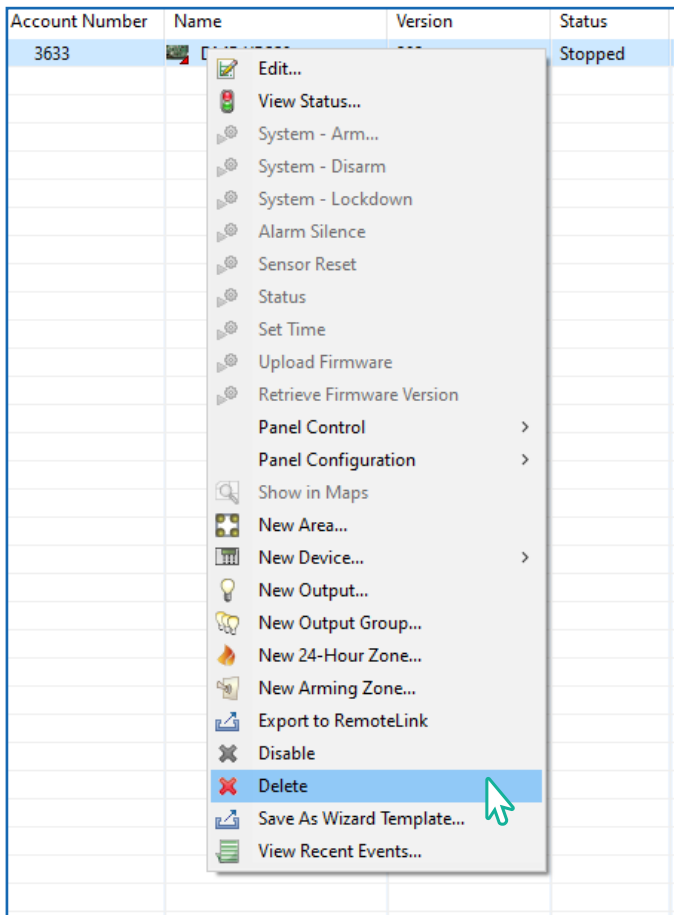 Account Number Name Version Status
3633 Stopped
Edit...
View Status...
System - Arm...
System - Disarm
System - Lockdown
Alarm Silence
Sensor Reset
Status
Set Time
Upload Firmware
Retrieve Firmware Version
Panel Control
Panel Configuration
Show in Maps
New Area...
New Device...
New Output...
New Output Group...
New 24-Hour Zone...
New Arming Zone...
Export to RemoteLink
Disable
Delete
Save As Wizard Template...
View Recent Events...